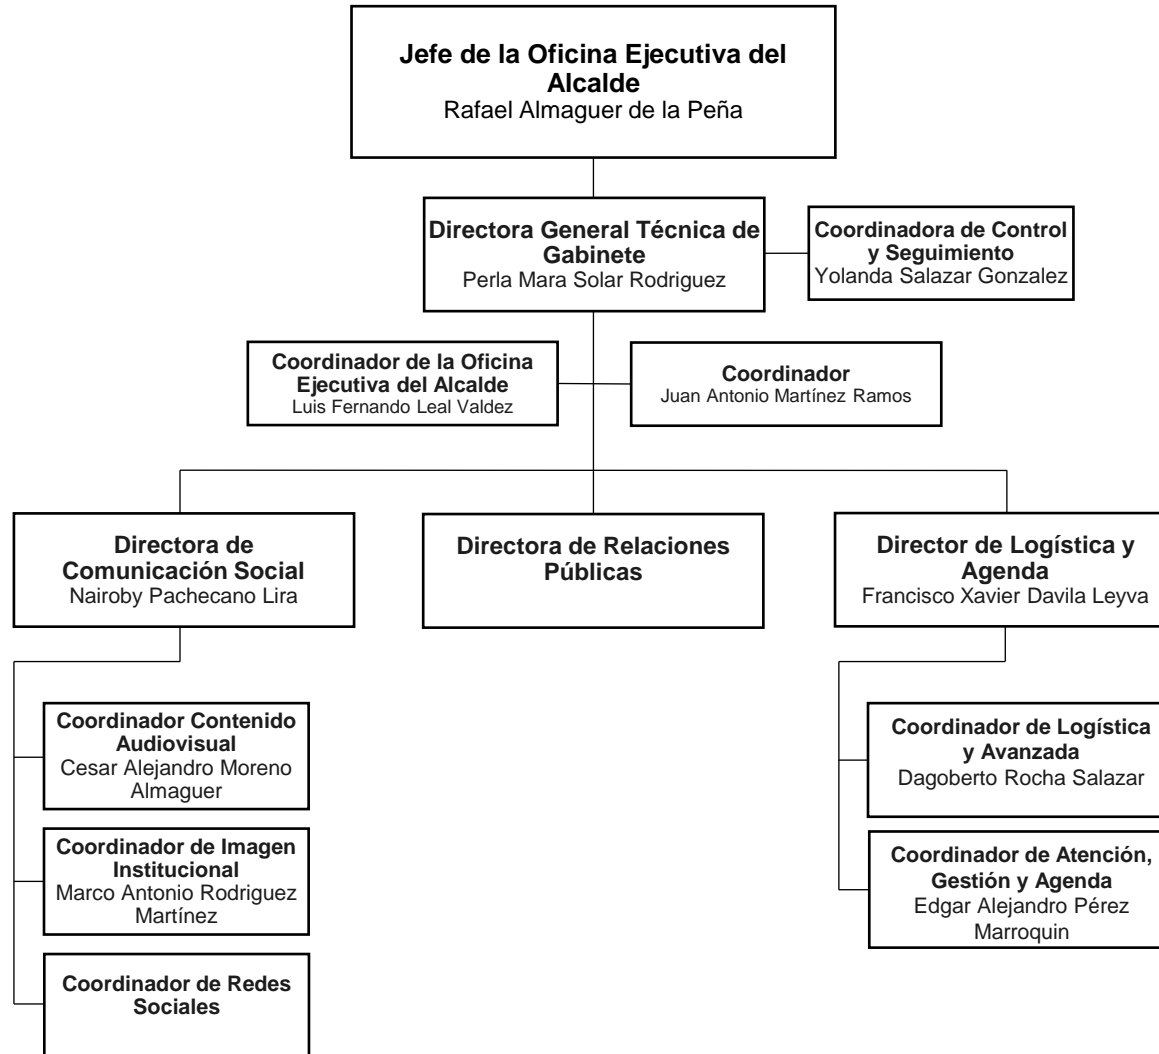 Jefe de la Oficina Ejecutiva del
Alcalde
Rafael Almaguer de la Peña
Directora General Técnica de
Gabinete
Perla Mara Solar Rodriguez
Coordinadora de Control
y Seguimiento
Yolanda Salazar Gonzalez
Coordinador de la Oficina
Ejecutiva del Alcalde
Luis Fernando Leal Valdez
Coordinador
Juan Antonio Martínez Ramos
Directora de
Comunicación Social
Nairoby Pachecano Lira
Directora de Relaciones
Públicas
Director de Logística y
Agenda
Francisco Xavier Davila Leyva
Coordinador Contenido
Audiovisual
Cesar Alejandro Moreno
Almaguer
Coordinador de Imagen
Institucional
Marco Antonio Rodriguez
Martínez
Coordinador de Redes
Sociales
Coordinador de Logística
y Avanzada
Dagoberto Rocha Salazar
Coordinador de Atención,
Gestión y Agenda
Edgar Alejandro Pérez
Marroquin